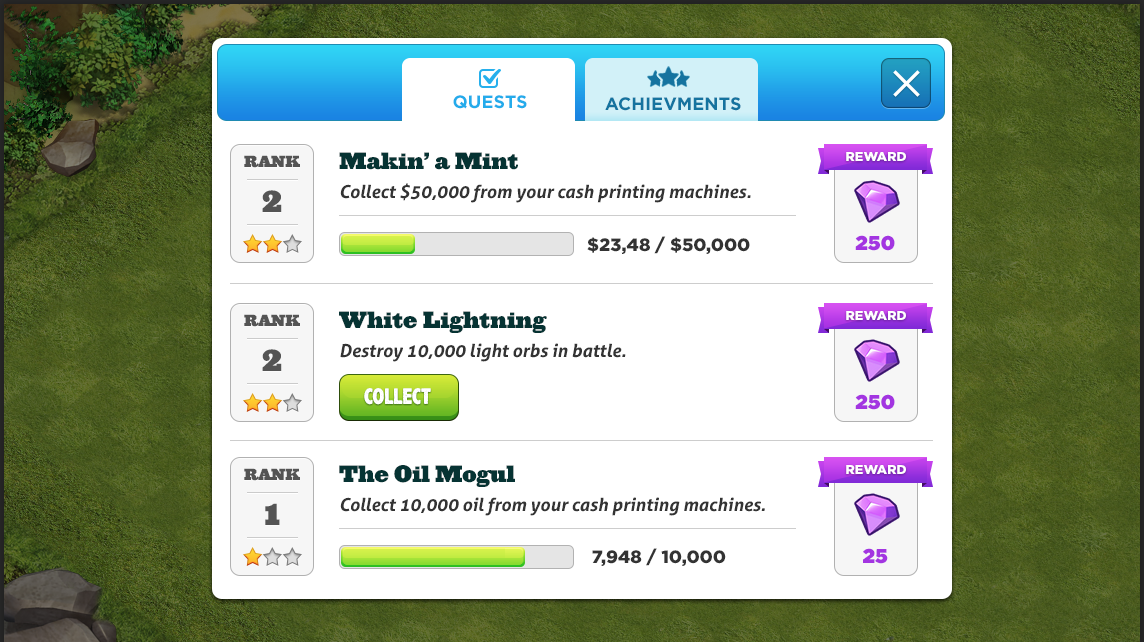 QUESTS
ACHIEVMENTS
RANK
2
Makin’ a Mint
Collect $50,000 from your cash printing machines.
$23,48 / $50,000
REWARD
250
RANK
2
White Lightning
Destroy 10,000 light orbs in battle.
COLLECT
REWARD
250
RANK
1
The Oil Mogul
Collect 10,000 oil from your cash printing machines.
7,948 / 10,000
REWARD
25